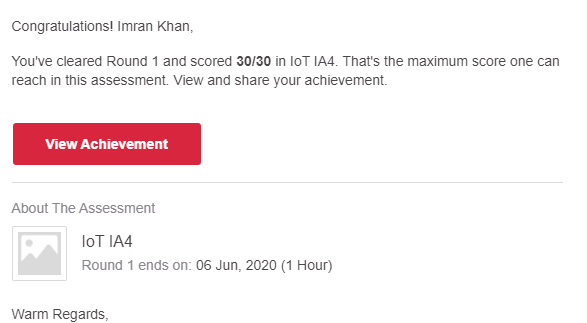 Congratulations! Imran Khan,
You've cleared Round 1 and scored 30/30 in IoT IA4. That's the maximum score one can
reach in this assessment. View and share your achievement.
View Achievement
About The Assessment
IoT IA4
Round 1 ends on: 06 Jun, 2020 (1 Hour)
Warm Regards,